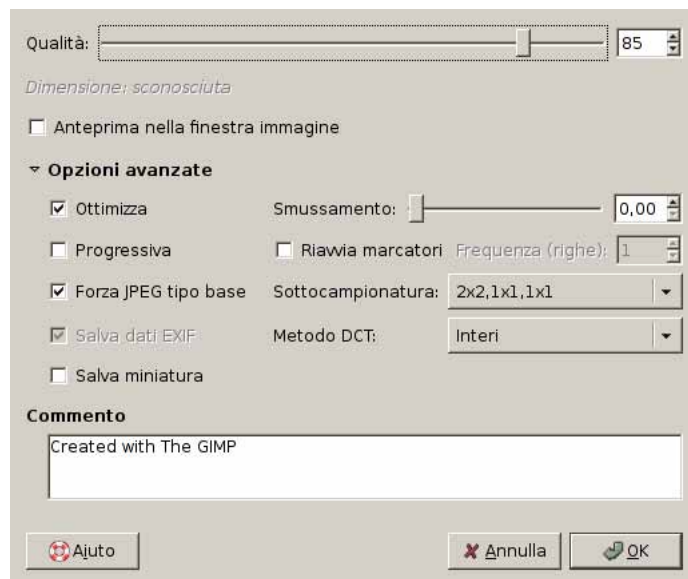 Qualità: 85
Dimensione: sconosciuta
Anteprima nella finestra immagine
Opzioni avanzate
Ottimizza Smussamento: 0,00
Progressiva Riavvia marcatori Frequenza (righe): 1
Forza JPEG tipo base Sottocampionatura: 2x2,1x1,1x1
Salva dati EXIF Metodo DCT: Interi
Salva miniatura
Commento
Created with The GIMP
Aiuto Annulla OK